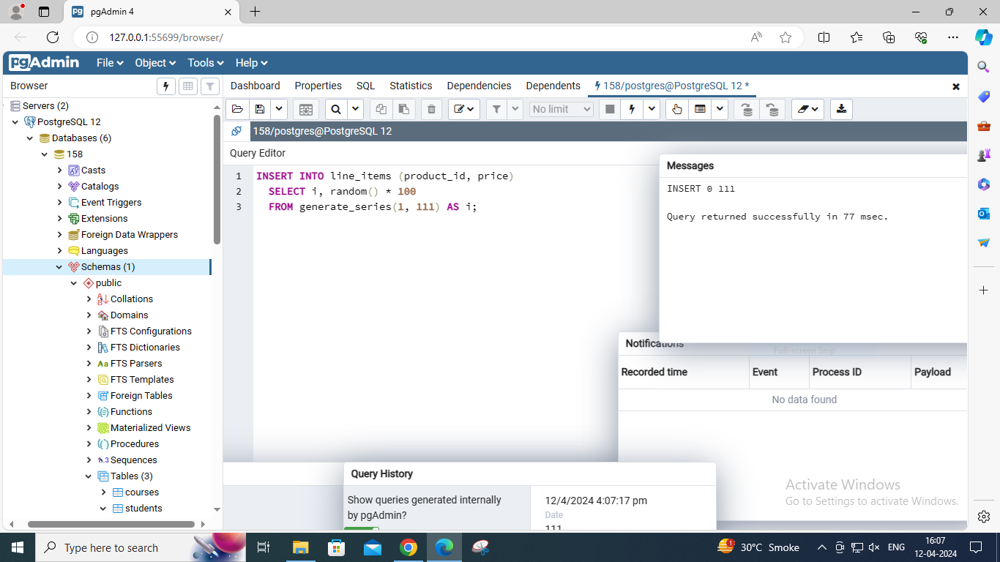 pgAdmin 4
127.0.0.1:55699/browser/
pgAdmin File Object Tools Help
Browser
Dashboard Properties SQL Statistics Dependencies Dependents 158/postgres@PostgreSQL 12 *
Servers (2)
PostgreSQL 12
Databases (6)
158
Casts
Catalogs
Event Triggers
Extensions
Foreign Data Wrappers
Languages
Schemas (1)
public
Collations
Domains
FTS Configurations
FTS Dictionaries
FTS Parsers
FTS Templates
Foreign Tables
Functions
Materialized Views
Procedures
Sequences
Tables (3)
courses
students
No limit
158/postgres@PostgreSQL 12
Query Editor
1 INSERT INTO line_items (product_id, price)
2 SELECT i, random() * 100
3 FROM generate_series(1, 111) AS i;
Messages
INSERT 0 111
Query returned successfully in 77 msec.
Notifications
Full-screen Snip
Recorded time Event Process ID Payload
No data found
Query History
Show queries generated internally
by pgAdmin?
12/4/2024 4:07:17 pm
Date
111
Activate Windows
Go to Settings to activate Windows.
Type here to search
30°C Smoke
ENG
16:07
12-04-2024